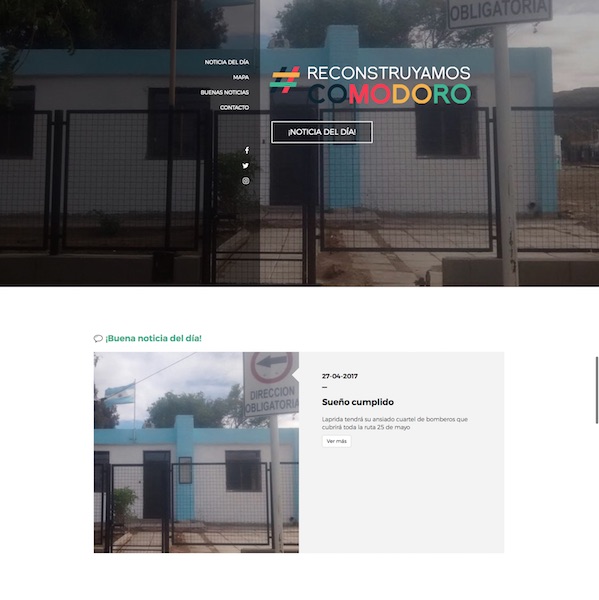 OBLIGATORIA
NOTICIA DEL DÍA
MAPA
BUENAS NOTICIAS
CONTACTO
# RECONSTRUYAMOS
COMODORO
¡NOTICIA DEL DÍA!
¡Buena noticia del día!
DIRECCION
OBLIGATORIA
27-04-2017
Sueño cumplido
Laprida tendrá su ansiado cuartel de bomberos que
cubrirá toda la ruta 25 de mayo
Ver más